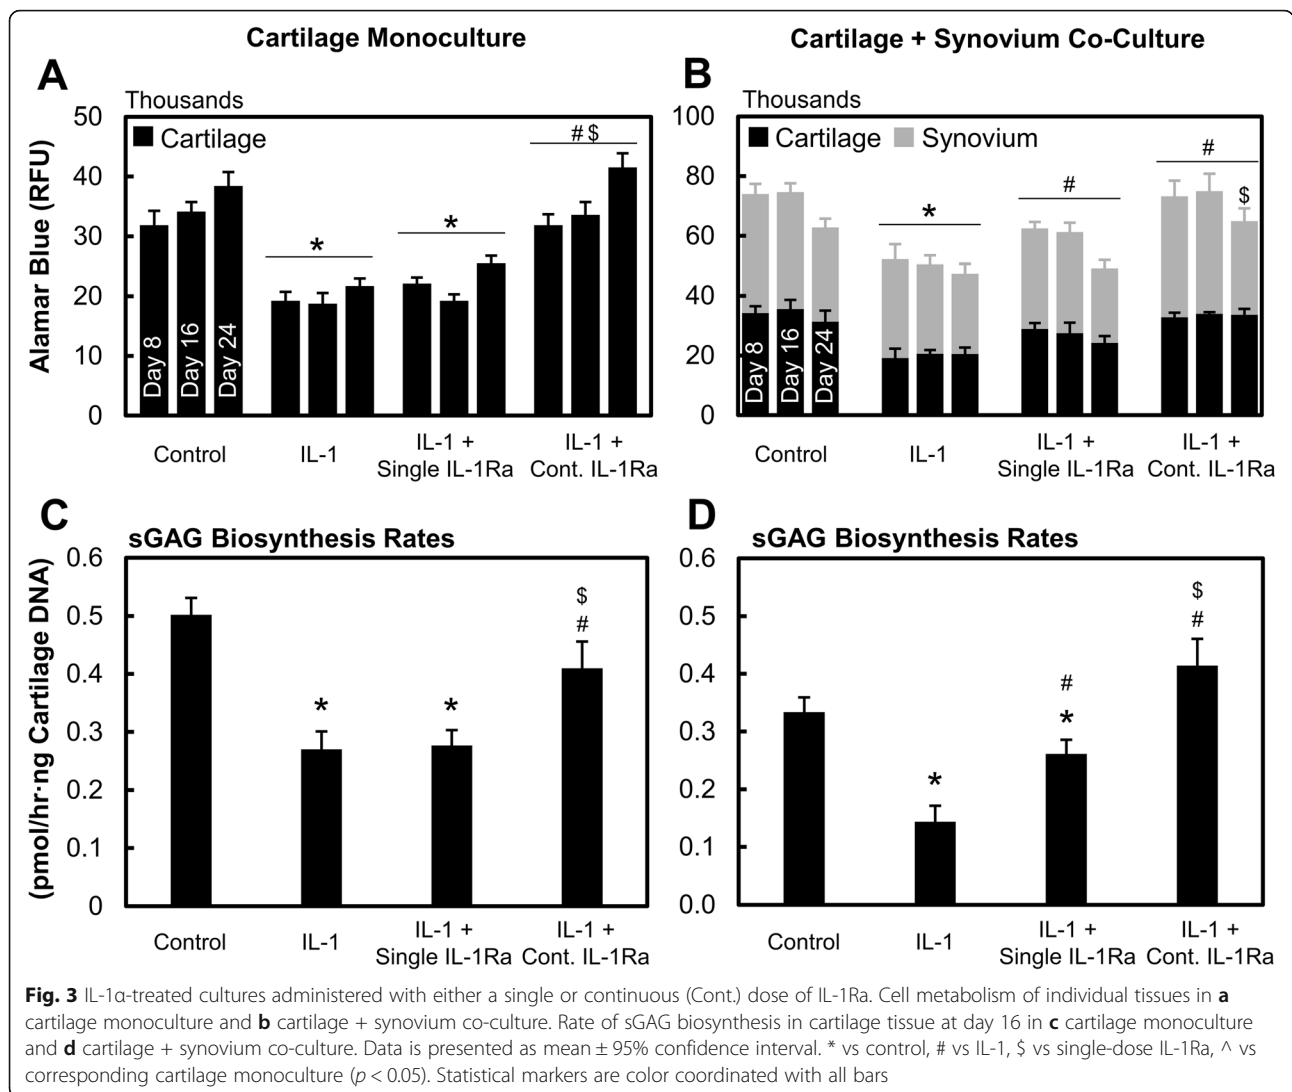 Cartilage Monoculture
Cartilage + Synovium Co-Culture
A
Thousands
Cartilage
# $
*
*
Alamar Blue (RFU)
50
40
30
20
10
0
Day 8
Day 16
Day 24
Control
IL-1
IL-1 +
Single IL-1Ra
IL-1 +
Cont. IL-1Ra
B
Thousands
Cartilage
Synovium
*
#
#
$
100
80
60
40
20
0
Day 8
Day 16
Day 24
Control
IL-1
IL-1 +
Single IL-1Ra
IL-1 +
Cont. IL-1Ra
C
sGAG Biosynthesis Rates
(pmol/hr·ng Cartilage DNA)
0.6
0.5
0.4
0.3
0.2
0.1
0
*
*
$
#
Control
IL-1
IL-1 +
Single IL-1Ra
IL-1 +
Cont. IL-1Ra
D
sGAG Biosynthesis Rates
0.6
0.5
0.4
0.3
0.2
0.1
0.0
*
#
*
$
#
Control
IL-1
IL-1 +
Single IL-1Ra
IL-1 +
Cont. IL-1Ra
Fig. 3 IL-1α-treated cultures administered with either a single or continuous (Cont.) dose of IL-1Ra. Cell metabolism of individual tissues in a
cartilage monoculture and b cartilage + synovium co-culture. Rate of sGAG biosynthesis in cartilage tissue at day 16 in c cartilage monoculture
and d cartilage + synovium co-culture. Data is presented as mean ± 95% confidence interval. * vs control, # vs IL-1, $ vs single-dose IL-1Ra, ^ vs
corresponding cartilage monoculture (p < 0.05). Statistical markers are color coordinated with all bars